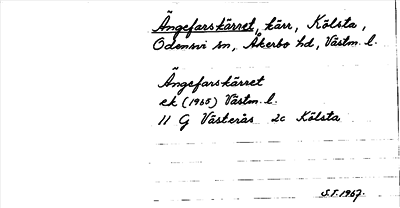 Ängefarskärret, kärr, Kölsta,
Odensvi sn, Åkerbo hd, Västm. l.
Ängefarskärret
ek (1965) Västm. l.
11 G Västerås 2c Kölsta
S.F. 1967.